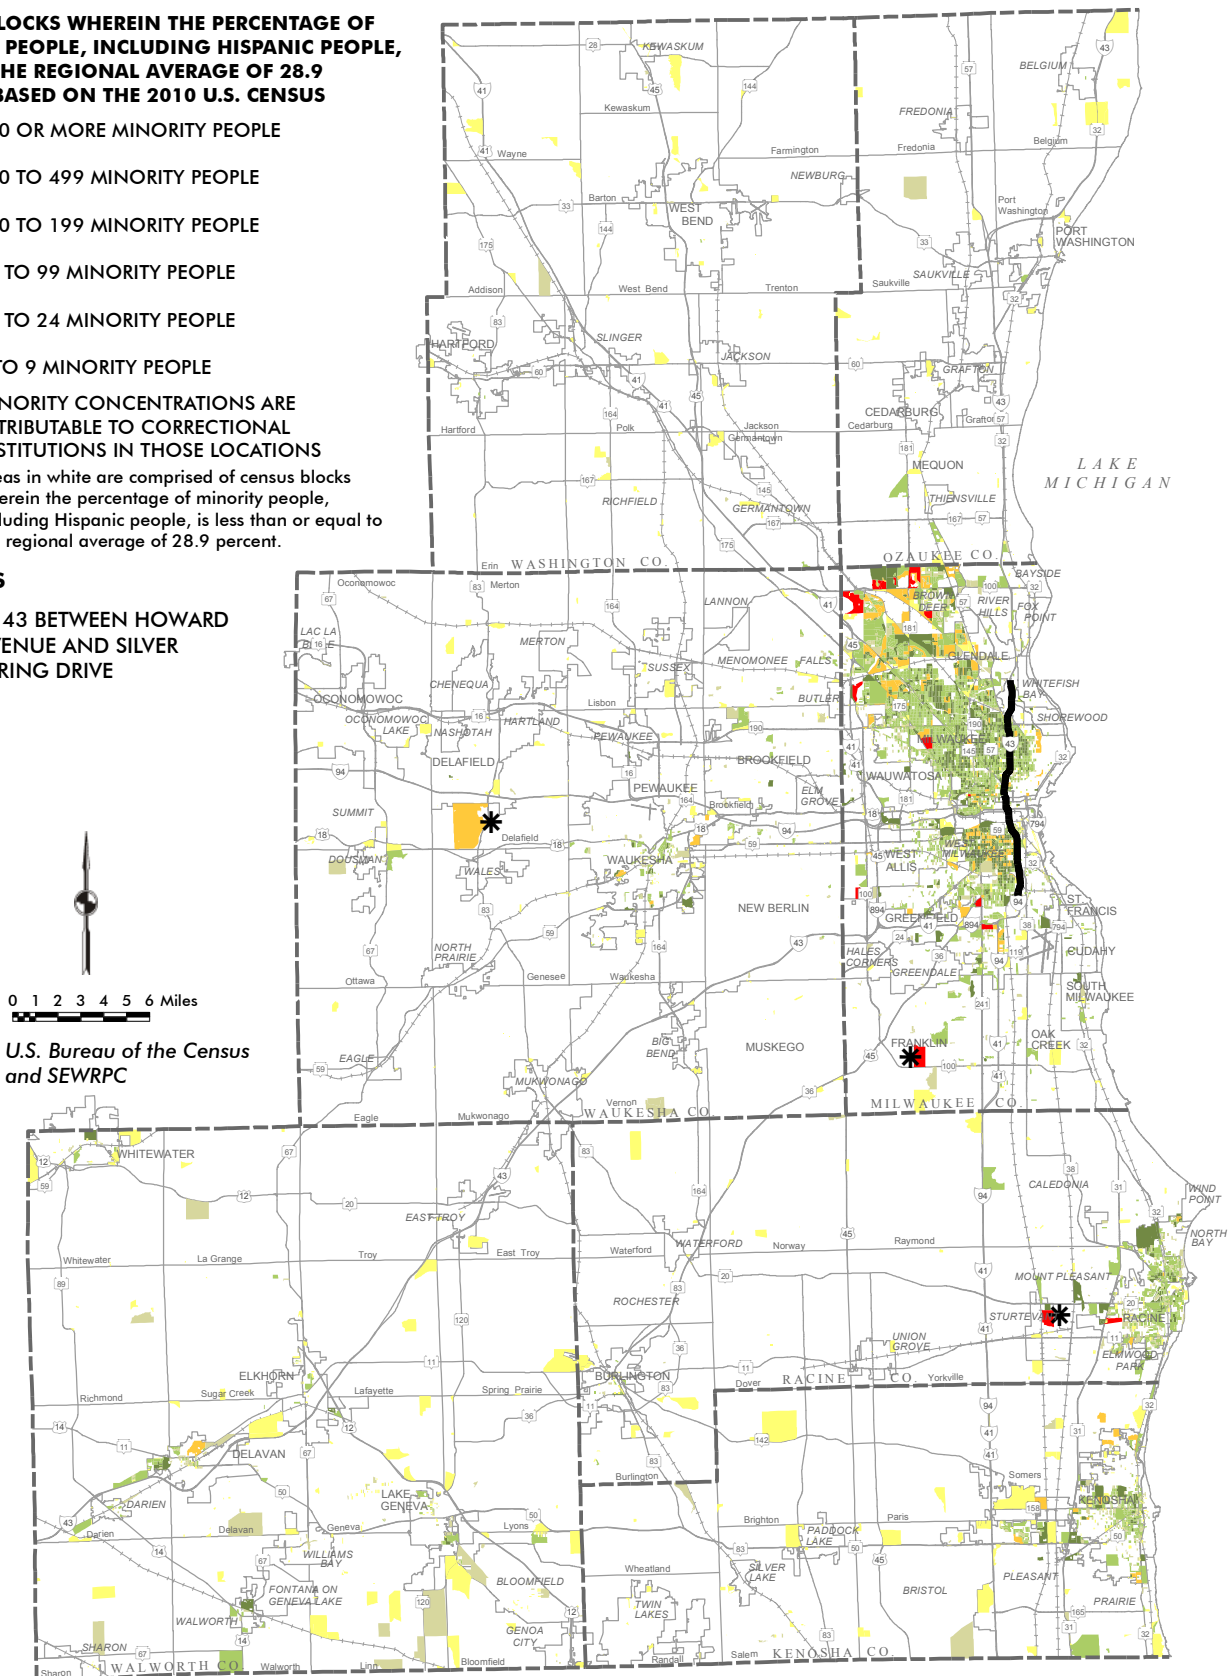 LOCKS WHEREIN THE PERCENTAGE OF
PEOPLE, INCLUDING HISPANIC PEOPLE,
HE REGIONAL AVERAGE OF 28.9
BASED ON THE 2010 U.S. CENSUS
0 OR MORE MINORITY PEOPLE
0 TO 499 MINORITY PEOPLE
0 TO 199 MINORITY PEOPLE
TO 99 MINORITY PEOPLE
TO 24 MINORITY PEOPLE
TO 9 MINORITY PEOPLE
NORITY CONCENTRATIONS ARE
TRIBUTABLE TO CORRECTIONAL
STITUTIONS IN THOSE LOCATIONS
eas in white are comprised of census blocks
erein the percentage of minority people,
luding Hispanic people, is less than or equal to
regional average of 28.9 percent.
S
43 BETWEEN HOWARD
VENUE AND SILVER
RING DRIVE
0 1 2 3 4 5 6 Miles
U.S. Bureau of the Census
and SEWRPC
KEWASKUM
Kewaskum
Wayne
Barton
WEST
BEND
Farmington
NEWBURG
Addison
West Bend
Trenton
HARTFORD
SLINGER
JACKSON
Hartford
Polk
Jackson
Germantown
RICHFIELD
GERMANTOWN
Erin
WASHINGTON CO.
BELGIUM
FREDONIA
Fredonia
Belgium
Port
Washington
PORT
WASHINGTON
SAUKVILLE
Saukville
GRAFTON
CEDARBURG
Cedarburg
Grafton
MEQUON
THIENSVILLE
OZAUKEE CO.
LAKE
MICHIGAN
Oconomowoc
Merton
LANNON
LAC LA
MERTON
SUSSEX
MENOMONEE FALLS
CHENEQUA
OCONOMOWOC
OCONOMOWOC
LAKE
NASHOTAH
HARTLAND
Lisbon
BUTLER
PEWAUKEE
DELAFIELD
BROOKFIELD
PEWAUKEE
Brookfield
ELM
GROVE
SUMMIT
Delafield
DOUSMAN
WALES
WAUKESHA
NEW BERLIN
NORTH
PRAIRIE
Genesee
Waukesha
Ottawa
BIG
BEND
MUSKEGO
EAGLE
MUKWONAGO
Eagle
Mukwonago
Vernon
WAUKESHA CO.
BAYSIDE
BROWN
DEER
RIVER
HILLS
FOX
POINT
GLENDALE
WHITEFISH
BAY
SHOREWOOD
MILWAUKEE
WAUWATOSA
WEST
MILWAUKEE
WEST
ALLIS
ST.
FRANCIS
GREENFIELD
CUDAHY
HALES
CORNERS
GREENDALE
SOUTH
MILWAUKEE
FRANKLIN
OAK
CREEK
MILWAUKEE CO.
WHITEWATER
EAST TROY
Whitewater
La Grange
Troy
East Troy
ELKHORN
Richmond
Sugar Creek
Lafayette
Spring Prairie
DELAVAN
DARIEN
LAKE
GENEVA
Darien
Delavan
Geneva
Lyons
WILLIAMS
BAY
FONTANA ON
GENEVA LAKE
BLOOMFIELD
WALWORTH
GENOA
CITY
SHARON
Sharon
WALWORTH CO.
Walworth
Linn
Bloomfield
CALEDONIA
WIND
POINT
NORTH
BAY
WATERFORD
Waterford
Norway
Raymond
MOUNT PLEASANT
ROCHESTER
STURTEVANT
RACINE
UNION
GROVE
ELMWOOD
PARK
BURLINGTON
Dover
RACINE CO.
Yorkville
Burlington
Somers
KENOSHA
Brighton
Paris
PADDOCK
LAKE
SILVER
LAKE
Wheatland
TWIN
LAKES
BRISTOL
PLEASANT
PRAIRIE
Randall
Salem
KENOSHA CO.